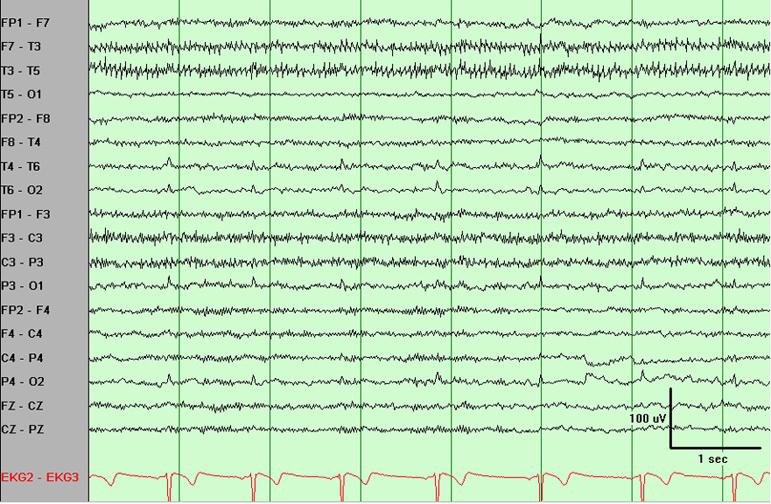 FP1 - F7
F7 - T3
T3 - T5
T5 - O1
FP2 - F8
F8 - T4
T4 - T6
T6 - O2
FP1 - F3
F3 - C3
C3 - P3
P3 - O1
FP2 - F4
F4 - C4
C4 - P4
P4 - O2
FZ - CZ
100 uV
CZ - PZ
1 sec
EKG2 - EKG3